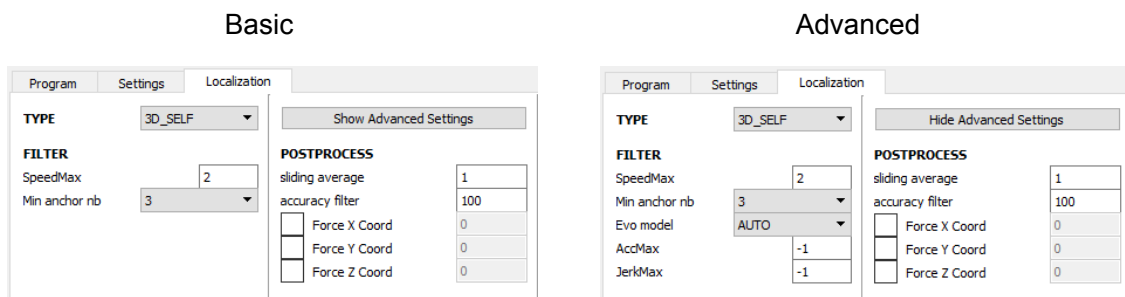 Basic
Advanced
Program Settings Localization
TYPE 3D_SELF Show Advanced Settings
FILTER POSTPROCESS
SpeedMax 2 sliding average 1
Min anchor nb 3 accuracy filter 100
Force X Coord 0
Force Y Coord 0
Force Z Coord 0
Program Settings Localization
TYPE 3D_SELF Hide Advanced Settings
FILTER POSTPROCESS
SpeedMax 2 sliding average 1
Min anchor nb 3 accuracy filter 100
Evo model AUTO Force X Coord 0
AccMax -1 Force Y Coord 0
JerkMax -1 Force Z Coord 0